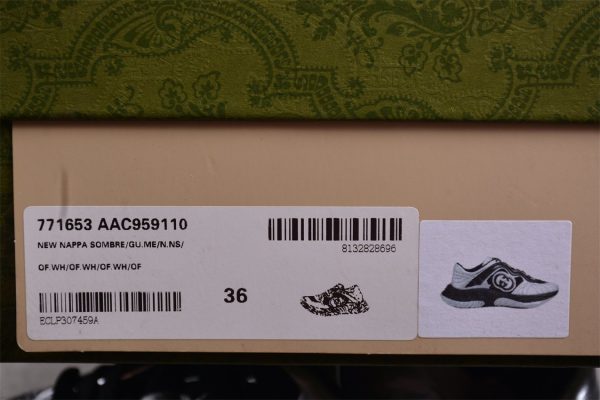 771653 AAC959110
NEW NAPPA SOMBRE/GU.ME/N.NS/
OF.WH/OF.WH/OF.WH/OF
8132828696
36
ECLP307459A